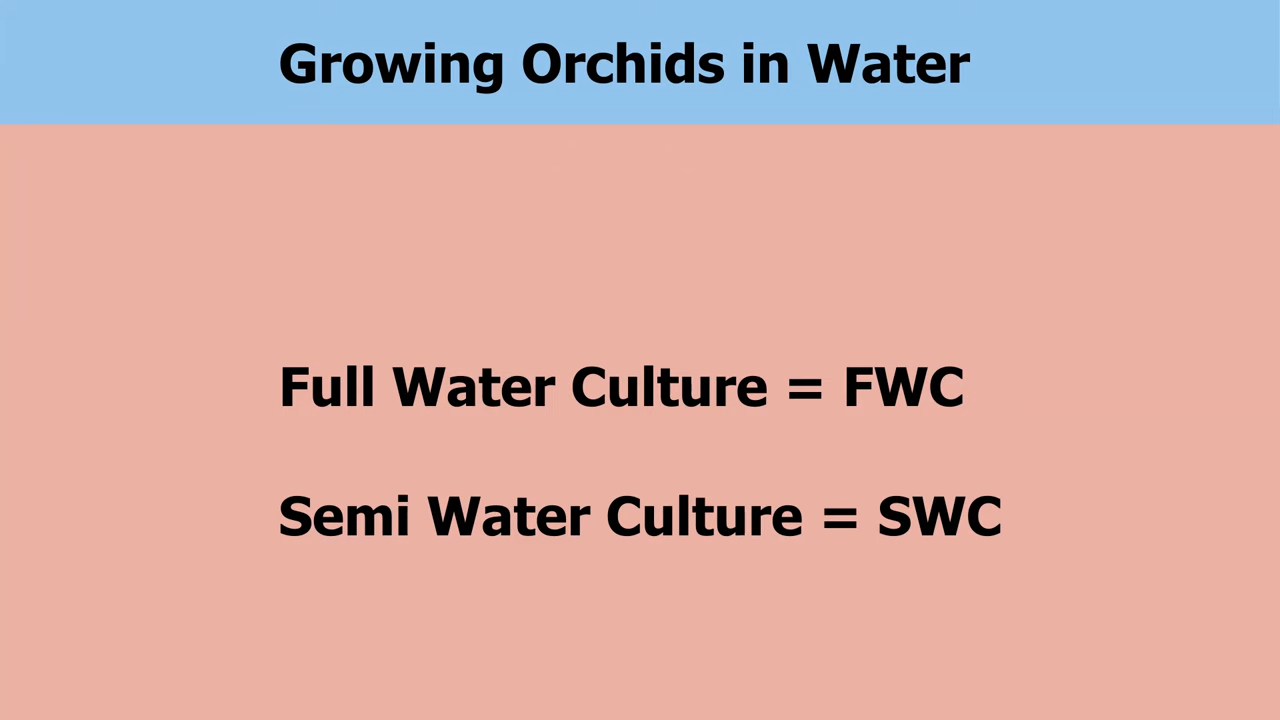 Growing Orchids in Water
Full Water Culture = FWC
Semi Water Culture = SWC